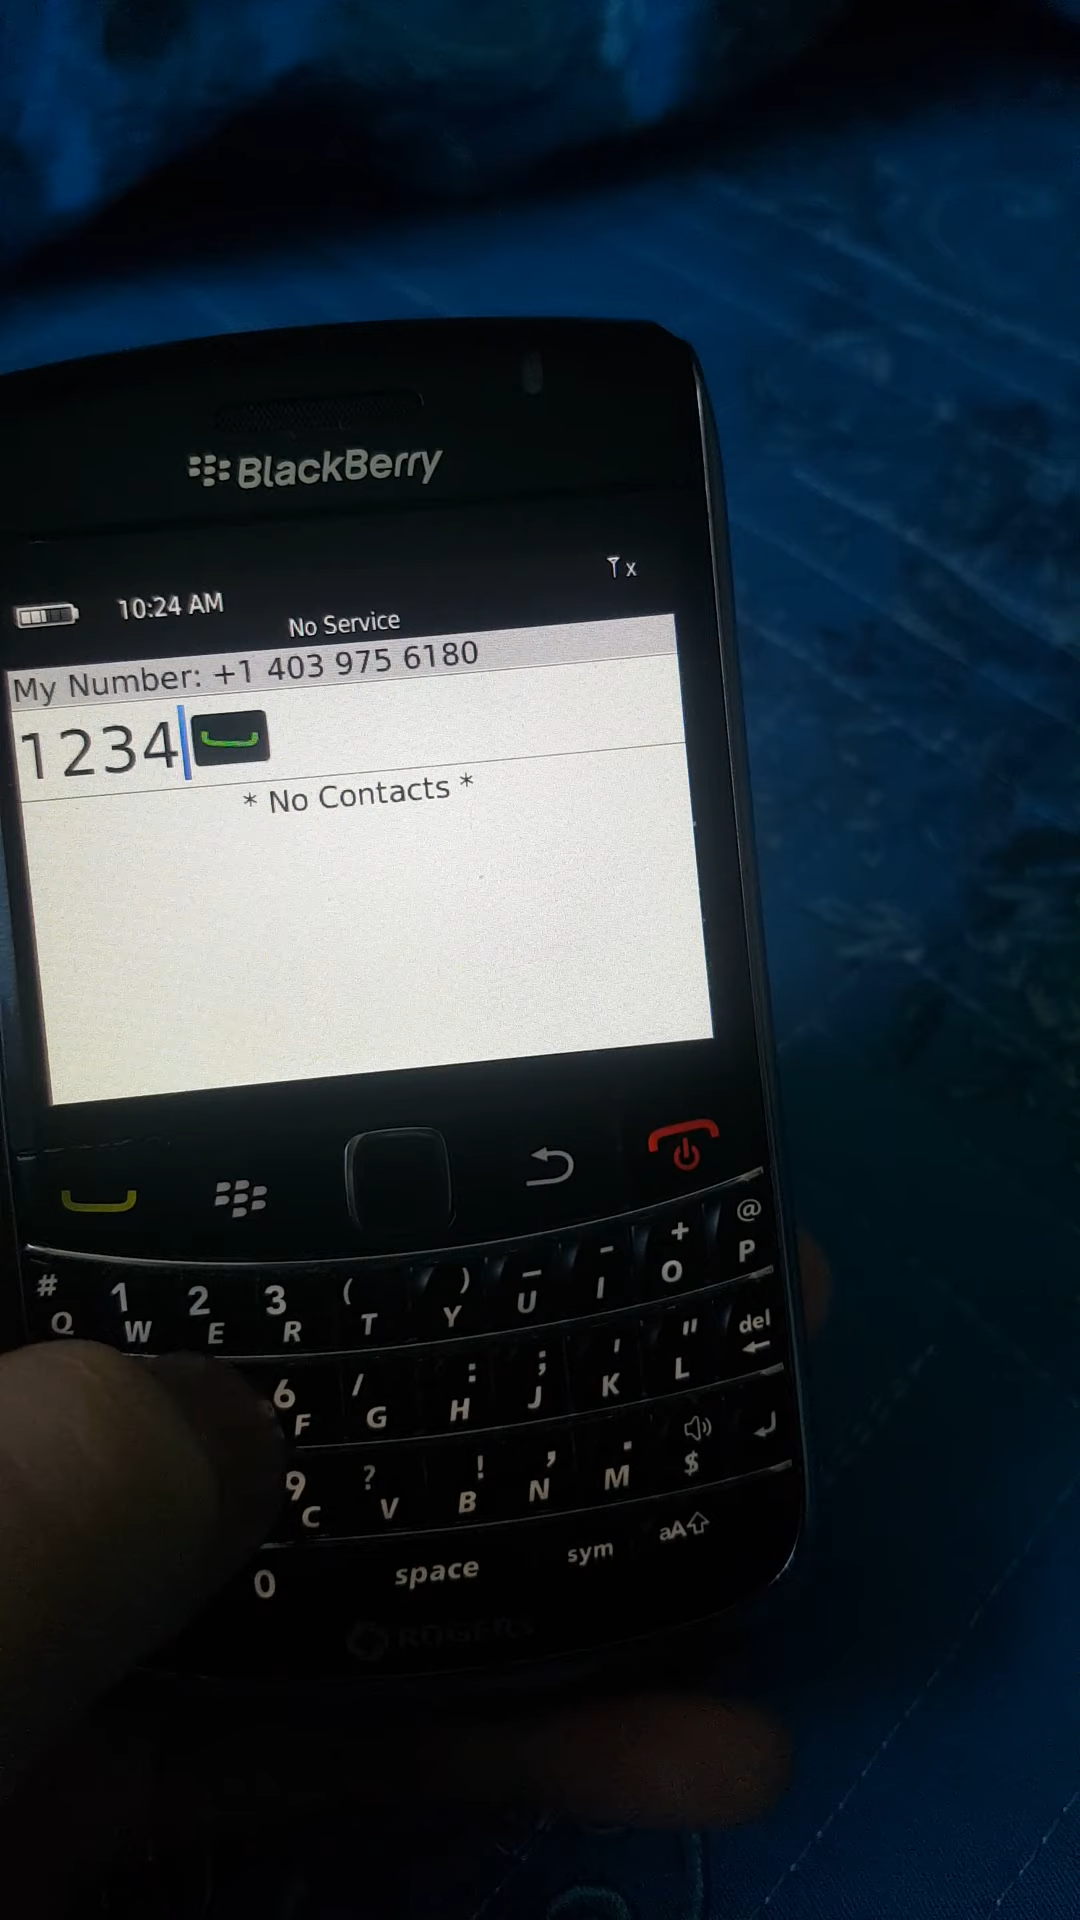 BlackBerry
10:24 AM
No Service
My Number: +1 403 975 6180
1234
* No Contacts *
# 1 2 3 ( ) _ - + @
Q W E R T Y U I O P
6 / : ; ' " del
F G H J K L
9 ? ! , .
C V B N M $
0 space sym aA
ROGERS